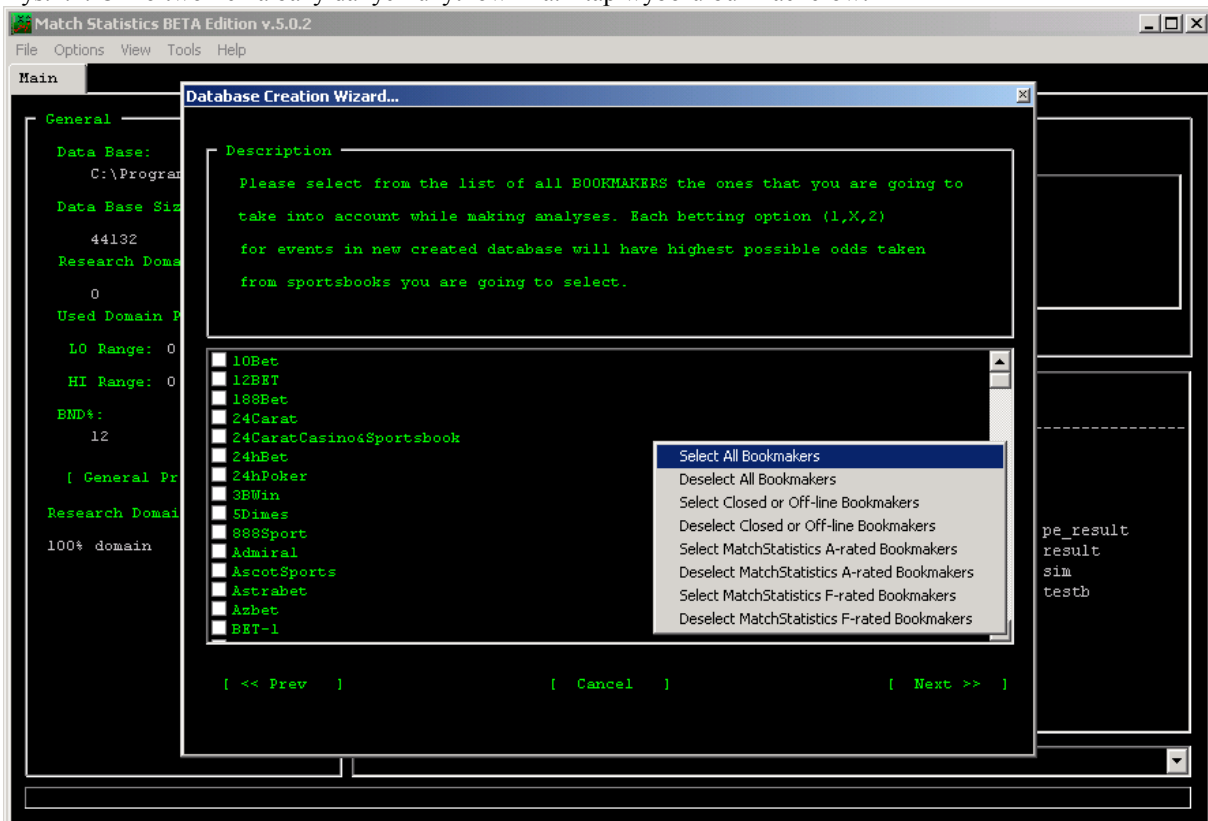 Match Statistics BETA Edition v.5.0.2
File Options View Tools Help
Main
Database Creation Wizard...
General
Data Base:
C:\Program
Data Base Siz
44132
Research Doma
0
Used Domain P
LO Range: 0
HI Range: 0
BND%:
12
[ General Pr
Research Domai
100% domain
Description
Please select from the list of all BOOKMAKERS the ones that you are going to
take into account while making analyses. Each betting option (1,X,2)
for events in new created database will have highest possible odds taken
from sportsbooks you are going to select.
10Bet
12BET
188Bet
24Carat
24CaratCasino&Sportsbook
24hBet
24hPoker
3BWin
5Dimes
888Sport
Admiral
AscotSports
Astrabet
Azbet
BET-1
Select All Bookmakers
Deselect All Bookmakers
Select Closed or Off-line Bookmakers
Deselect Closed or Off-line Bookmakers
Select MatchStatistics A-rated Bookmakers
Deselect MatchStatistics A-rated Bookmakers
Select MatchStatistics F-rated Bookmakers
Deselect MatchStatistics F-rated Bookmakers
[ << Prev ]
[ Cancel ]
[ Next >> ]
pe_result
result
sim
testb